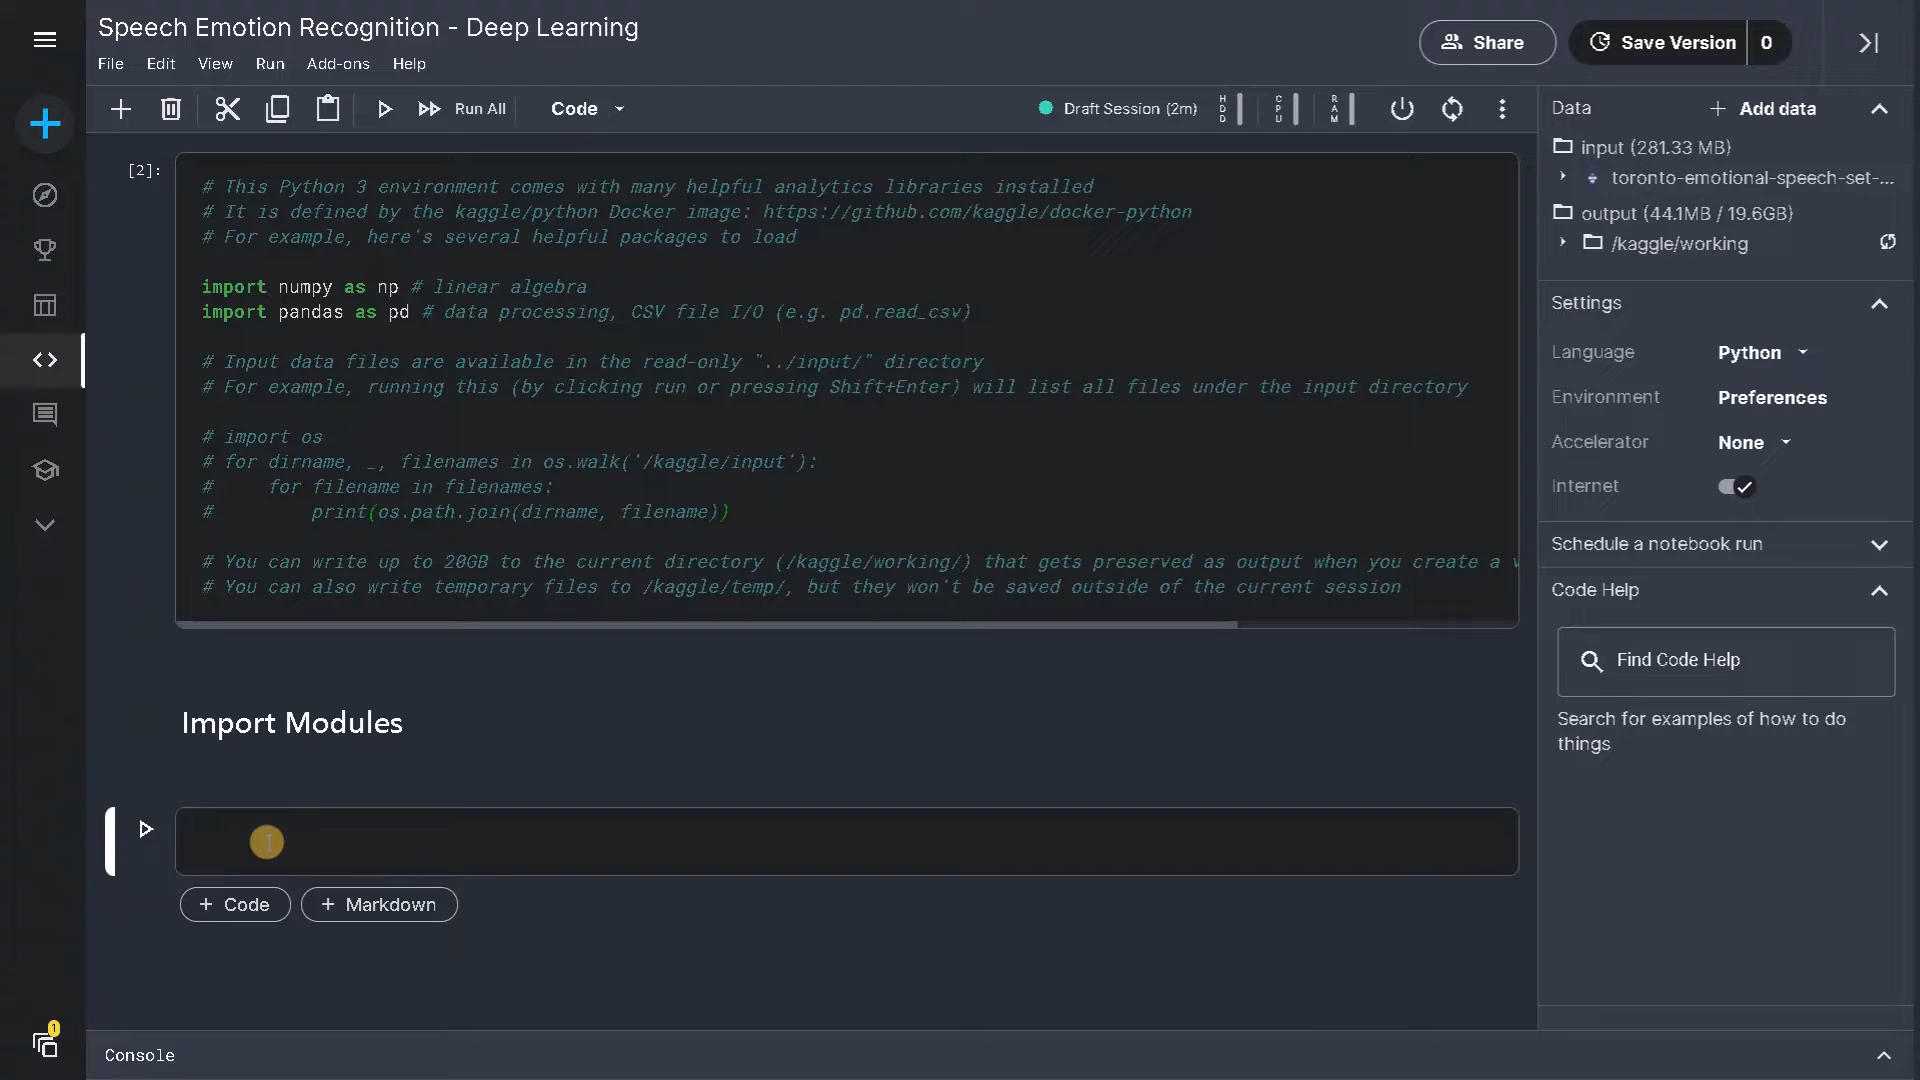 Speech Emotion Recognition - Deep Learning
File Edit View Run Add-ons Help
Share
Save Version 0
Run All
Code
Draft Session (2m)
HDD
CPU
RAM
[2]:
# This Python 3 environment comes with many helpful analytics libraries installed
# It is defined by the kaggle/python Docker image: https://github.com/kaggle/docker-python
# For example, here's several helpful packages to load
import numpy as np # linear algebra
import pandas as pd # data processing, CSV file I/O (e.g. pd.read_csv)
# Input data files are available in the read-only "../input/" directory
# For example, running this (by clicking run or pressing Shift+Enter) will list all files under the input directory
# import os
# for dirname, _, filenames in os.walk('/kaggle/input'):
#     for filename in filenames:
#         print(os.path.join(dirname, filename))
# You can write up to 20GB to the current directory (/kaggle/working/) that gets preserved as output when you create a v
# You can also write temporary files to /kaggle/temp/, but they won't be saved outside of the current session
Import Modules
+ Code
+ Markdown
Data
+ Add data
input (281.33 MB)
toronto-emotional-speech-set-...
output (44.1MB / 19.6GB)
/kaggle/working
Settings
Language Python
Environment Preferences
Accelerator None
Internet
Schedule a notebook run
Code Help
Find Code Help
Search for examples of how to do
things
1
Console